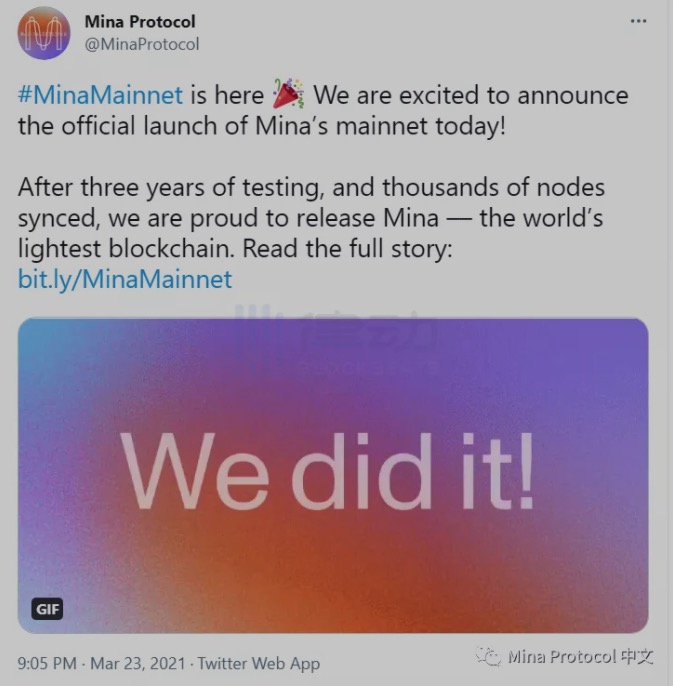 Mina Protocol
@MinaProtocol
#MinaMainnet is here 🎉 We are excited to announce
the official launch of Mina’s mainnet today!
After three years of testing, and thousands of nodes
synced, we are proud to release Mina — the world’s
lightest blockchain. Read the full story:
bit.ly/MinaMainnet
律动
BLOCKBEATS
We did it!
GIF
9:05 PM · Mar 23, 2021 · Twitter Web App
Mina Protocol 中文